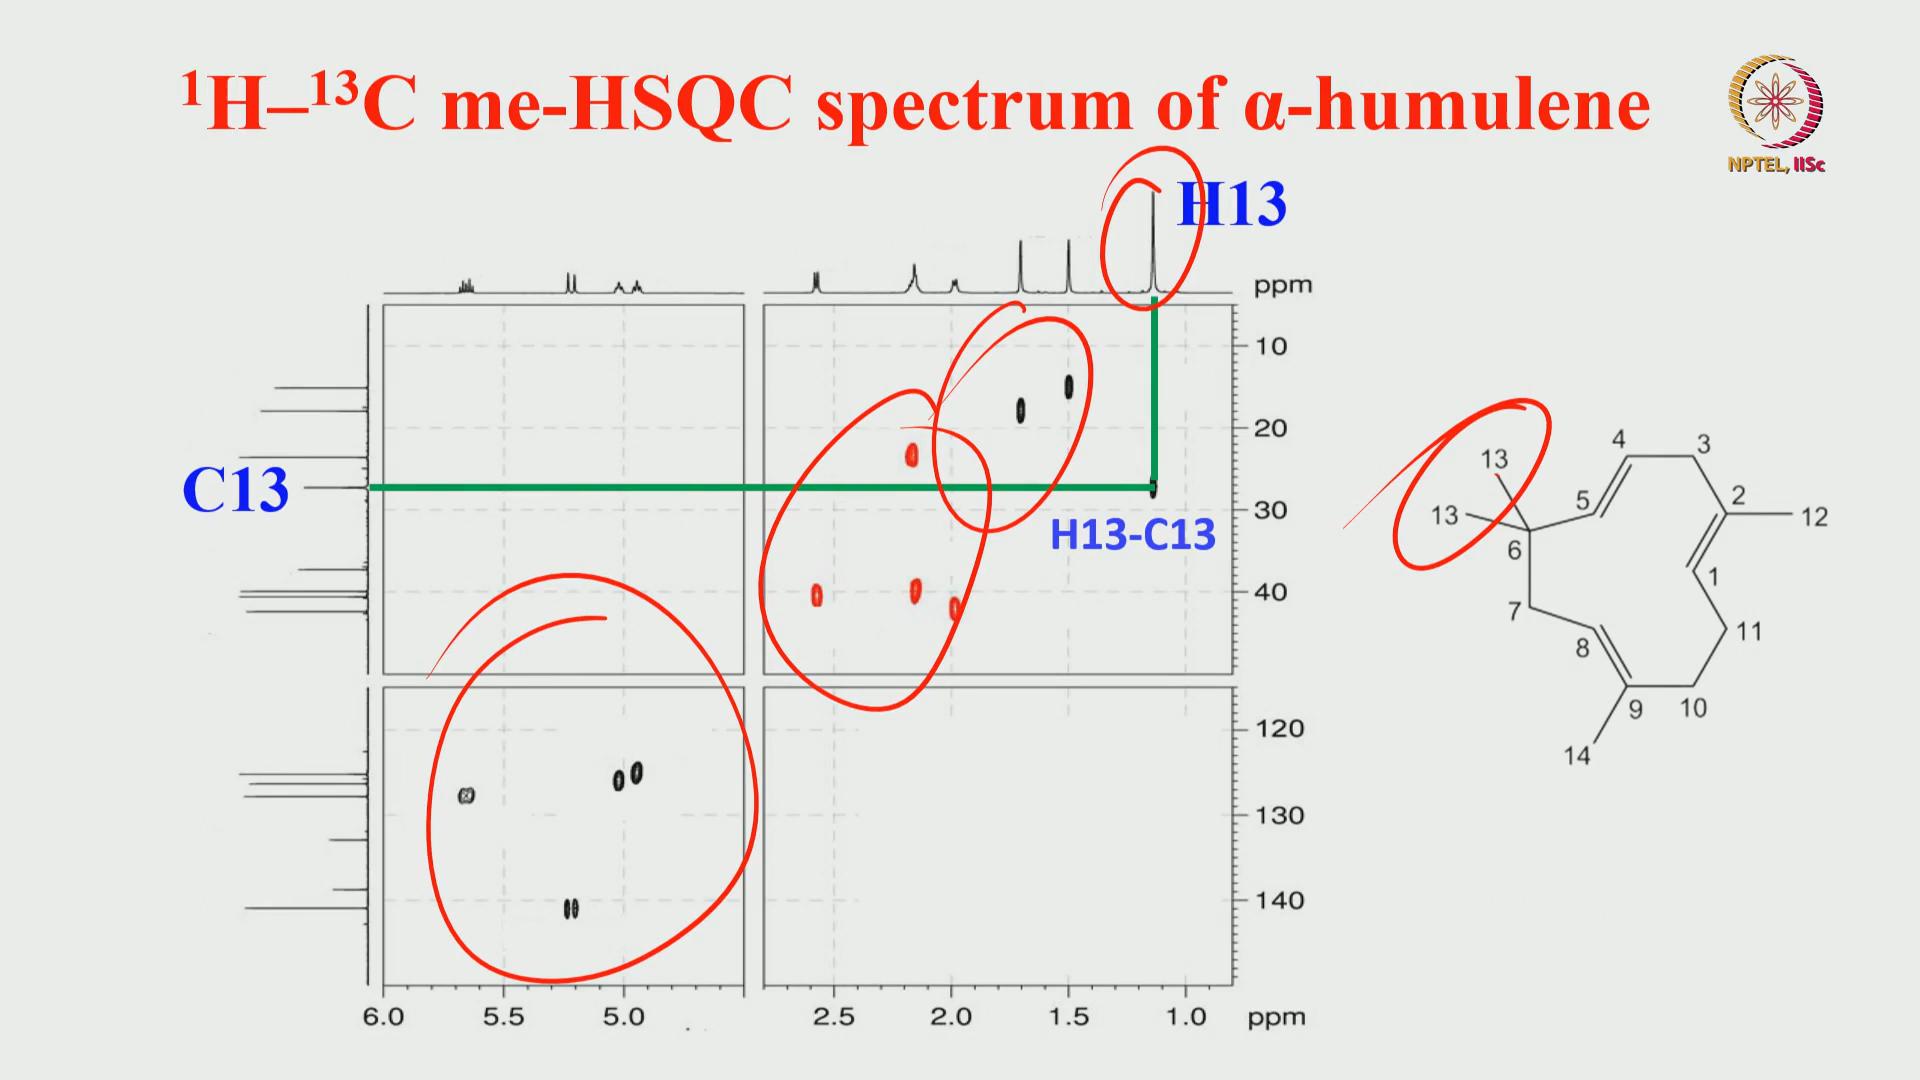 ¹H–¹³C me-HSQC spectrum of α-humulene
NPTEL, IISc
H13
ppm
10
20
C13
30
H13-C13
40
120
130
140
6.0 5.5 5.0 2.5 2.0 1.5 1.0 ppm
4 3
13
5 2
13 12
6
1
7
11
8
9 10
14